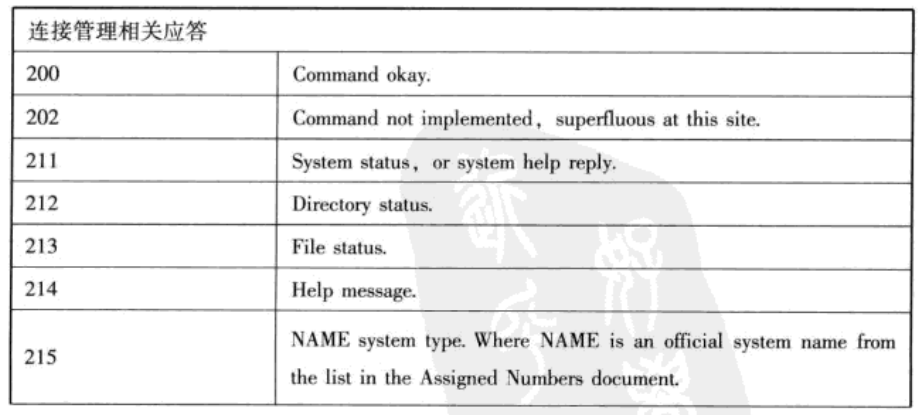 连接管理相关应答
200 Command okay.
202 Command not implemented, superfluous at this site.
211 System status, or system help reply.
212 Directory status.
213 File status.
214 Help message.
215 NAME system type. Where NAME is an official system name from
the list in the Assigned Numbers document.